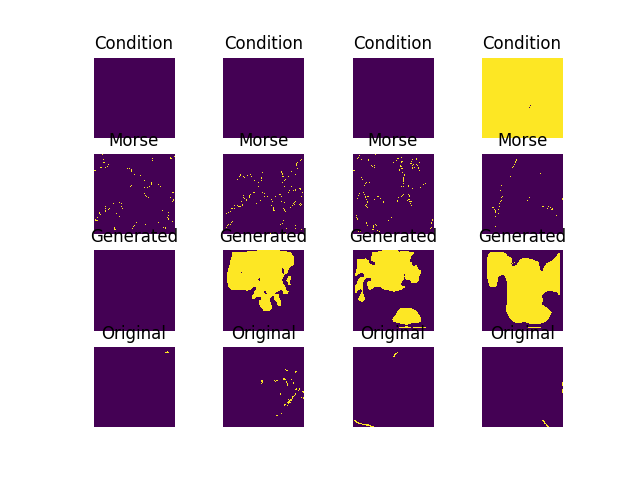 Condition Condition Condition Condition
Morse Morse Morse Morse
Generated Generated Generated Generated
Original Original Original Original